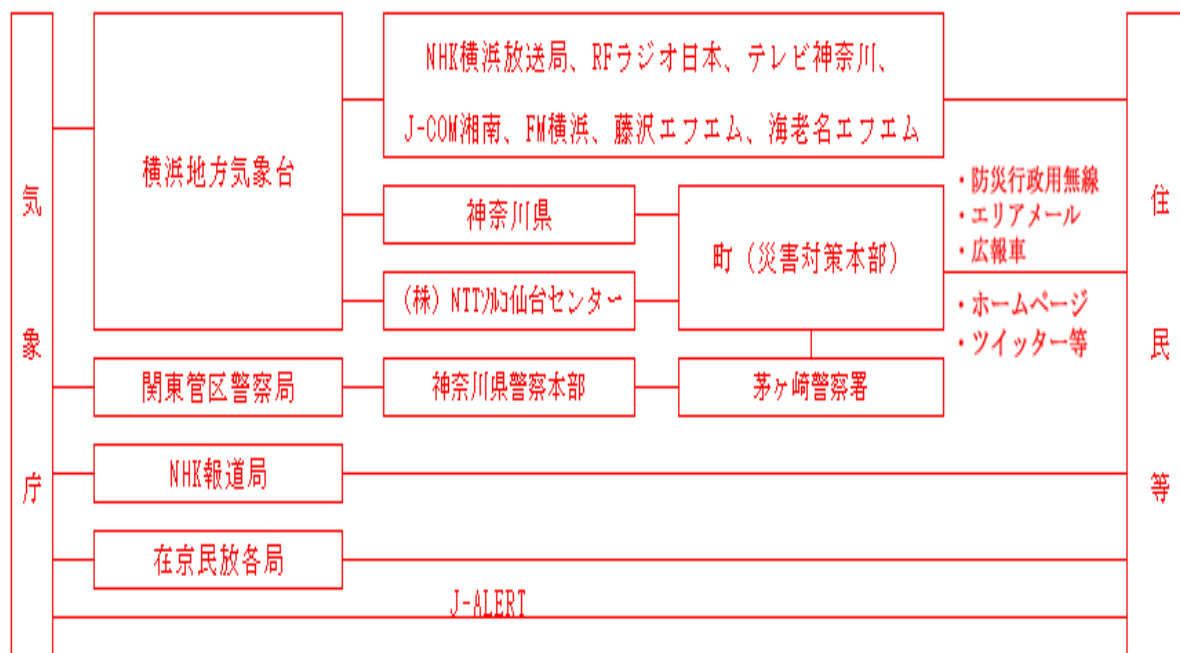 気象庁
横浜地方気象台
NHK横浜放送局、RFラジオ日本、テレビ神奈川、
J-COM湘南、FM横浜、藤沢エフエム、海老名エフエム
神奈川県
(株)NTTソルコ仙台センター
町(災害対策本部)
・防災行政用無線
・エリアメール
・広報車
・ホームページ
・ツイッター等
関東管区警察局
神奈川県警察本部
茅ヶ崎警察署
NHK報道局
在京民放各局
J-ALERT
住民等